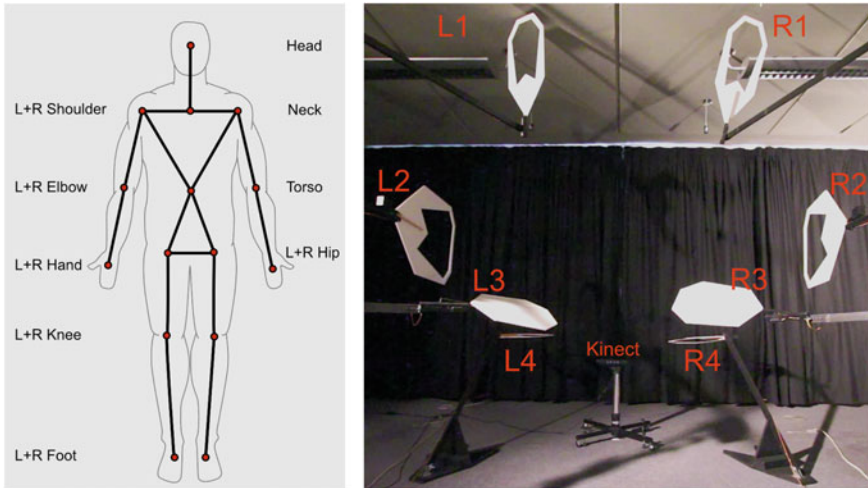 Head
L+R Shoulder
Neck
L+R Elbow
Torso
L+R Hip
L+R Hand
L+R Knee
L+R Foot
L1
R1
L2
R2
L3
R3
L4
Kinect
R4